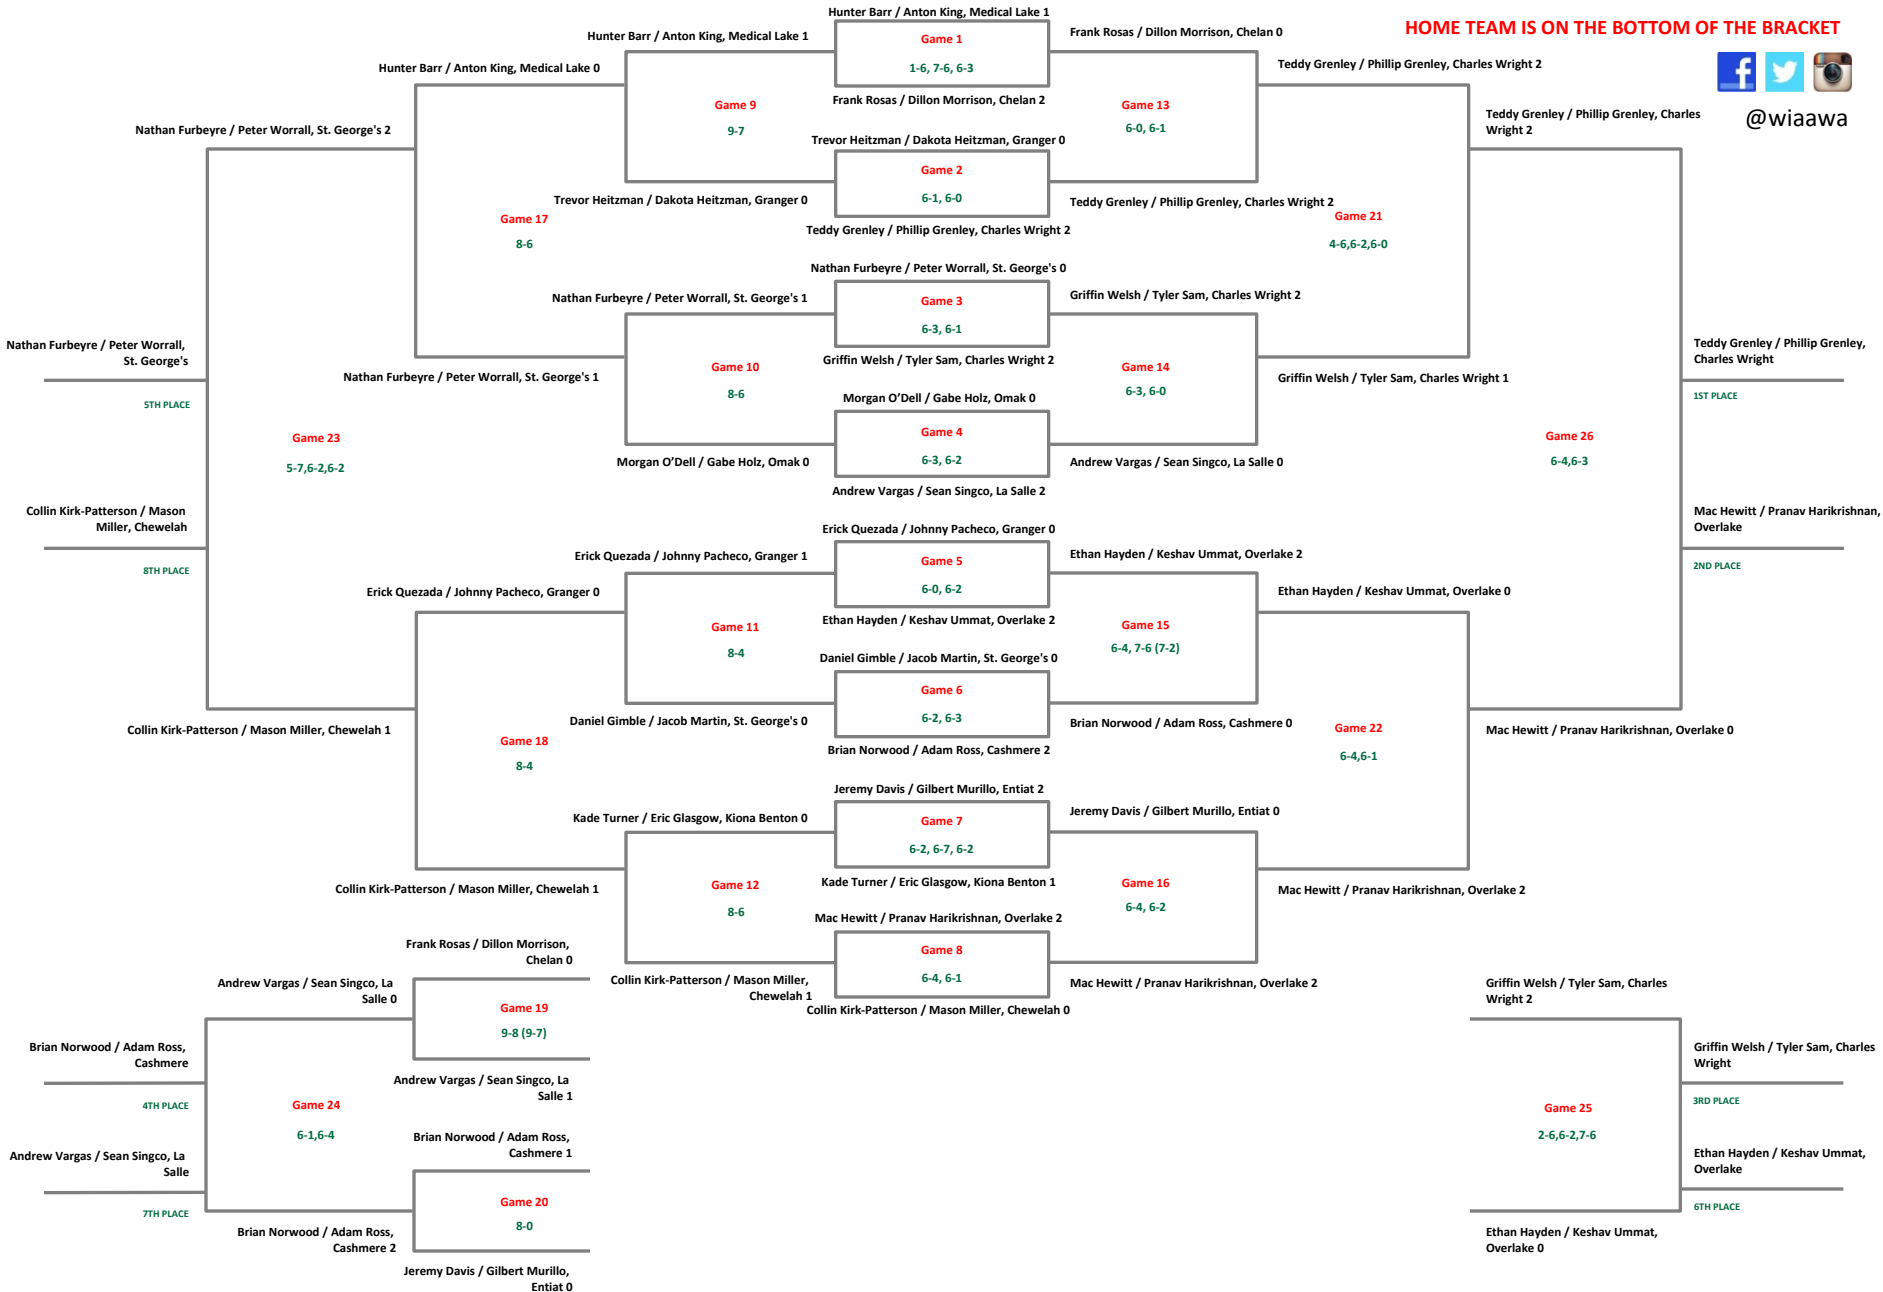 Hunter Barr / Anton King, Medical Lake 1
HOME TEAM IS ON THE BOTTOM OF THE BRACKET
Hunter Barr / Anton King, Medical Lake 1
Game 1
Frank Rosas / Dillon Morrison, Chelan 0
Hunter Barr / Anton King, Medical Lake 0
1-6, 7-6, 6-3
Teddy Grenley / Phillip Grenley, Charles Wright 2
Frank Rosas / Dillon Morrison, Chelan 2
Game 9
9-7
Game 13
6-0, 6-1
Teddy Grenley / Phillip Grenley, Charles
Wright 2
@wiaawa
Nathan Furbeyre / Peter Worrall, St. George's 2
Trevor Heitzman / Dakota Heitzman, Granger 0
Game 2
6-1, 6-0
Trevor Heitzman / Dakota Heitzman, Granger 0
Teddy Grenley / Phillip Grenley, Charles Wright 2
Teddy Grenley / Phillip Grenley, Charles Wright 2
Game 17
8-6
Game 21
4-6,6-2,6-0
Nathan Furbeyre / Peter Worrall, St. George's 0
Nathan Furbeyre / Peter Worrall, St. George's 1
Game 3
6-3, 6-1
Griffin Welsh / Tyler Sam, Charles Wright 2
Griffin Welsh / Tyler Sam, Charles Wright 2
Nathan Furbeyre / Peter Worrall,
St. George's
Teddy Grenley / Phillip Grenley,
Charles Wright
Nathan Furbeyre / Peter Worrall, St. George's 1
Game 10
8-6
Game 14
6-3, 6-0
Griffin Welsh / Tyler Sam, Charles Wright 1
5TH PLACE
1ST PLACE
Morgan O’Dell / Gabe Holz, Omak 0
Game 4
6-3, 6-2
Game 23
5-7,6-2,6-2
Game 26
6-4,6-3
Morgan O’Dell / Gabe Holz, Omak 0
Andrew Vargas / Sean Singco, La Salle 0
Andrew Vargas / Sean Singco, La Salle 2
Collin Kirk-Patterson / Mason
Miller, Chewelah
Mac Hewitt / Pranav Harikrishnan,
Overlake
8TH PLACE
2ND PLACE
Erick Quezada / Johnny Pacheco, Granger 0
Erick Quezada / Johnny Pacheco, Granger 1
Game 5
6-0, 6-2
Ethan Hayden / Keshav Ummat, Overlake 2
Erick Quezada / Johnny Pacheco, Granger 0
Ethan Hayden / Keshav Ummat, Overlake 0
Ethan Hayden / Keshav Ummat, Overlake 2
Game 11
8-4
Game 15
6-4, 7-6 (7-2)
Daniel Gimble / Jacob Martin, St. George's 0
Game 6
6-2, 6-3
Daniel Gimble / Jacob Martin, St. George's 0
Brian Norwood / Adam Ross, Cashmere 0
Brian Norwood / Adam Ross, Cashmere 2
Collin Kirk-Patterson / Mason Miller, Chewelah 1
Game 18
8-4
Game 22
6-4,6-1
Mac Hewitt / Pranav Harikrishnan, Overlake 0
Jeremy Davis / Gilbert Murillo, Entiat 2
Kade Turner / Eric Glasgow, Kiona Benton 0
Game 7
6-2, 6-7, 6-2
Jeremy Davis / Gilbert Murillo, Entiat 0
Kade Turner / Eric Glasgow, Kiona Benton 1
Collin Kirk-Patterson / Mason Miller, Chewelah 1
Game 12
8-6
Game 16
6-4, 6-2
Mac Hewitt / Pranav Harikrishnan, Overlake 2
Mac Hewitt / Pranav Harikrishnan, Overlake 2
Game 8
6-4, 6-1
Collin Kirk-Patterson / Mason Miller,
Chewelah 1
Mac Hewitt / Pranav Harikrishnan, Overlake 2
Collin Kirk-Patterson / Mason Miller, Chewelah 0
Frank Rosas / Dillon Morrison,
Chelan 0
Andrew Vargas / Sean Singco, La
Salle 0
Game 19
9-8 (9-7)
Griffin Welsh / Tyler Sam, Charles
Wright 2
Brian Norwood / Adam Ross,
Cashmere
Griffin Welsh / Tyler Sam, Charles
Wright
Andrew Vargas / Sean Singco, La
Salle 1
4TH PLACE
3RD PLACE
Game 24
6-1,6-4
Game 25
2-6,6-2,7-6
Brian Norwood / Adam Ross,
Cashmere 1
Andrew Vargas / Sean Singco, La
Salle
Ethan Hayden / Keshav Ummat,
Overlake
7TH PLACE
Game 20
8-0
6TH PLACE
Brian Norwood / Adam Ross,
Cashmere 2
Ethan Hayden / Keshav Ummat,
Overlake 0
Jeremy Davis / Gilbert Murillo,
Entiat 0